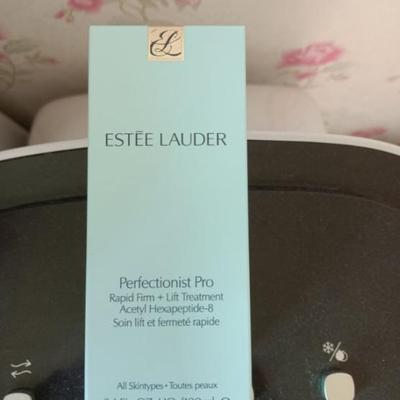 EL
ESTĒE LAUDER
Perfectionist Pro
Rapid Firm + Lift Treatment
Acetyl Hexapeptide-8
Soin lift et fermeté rapide
All Skintypes • Toutes peaux